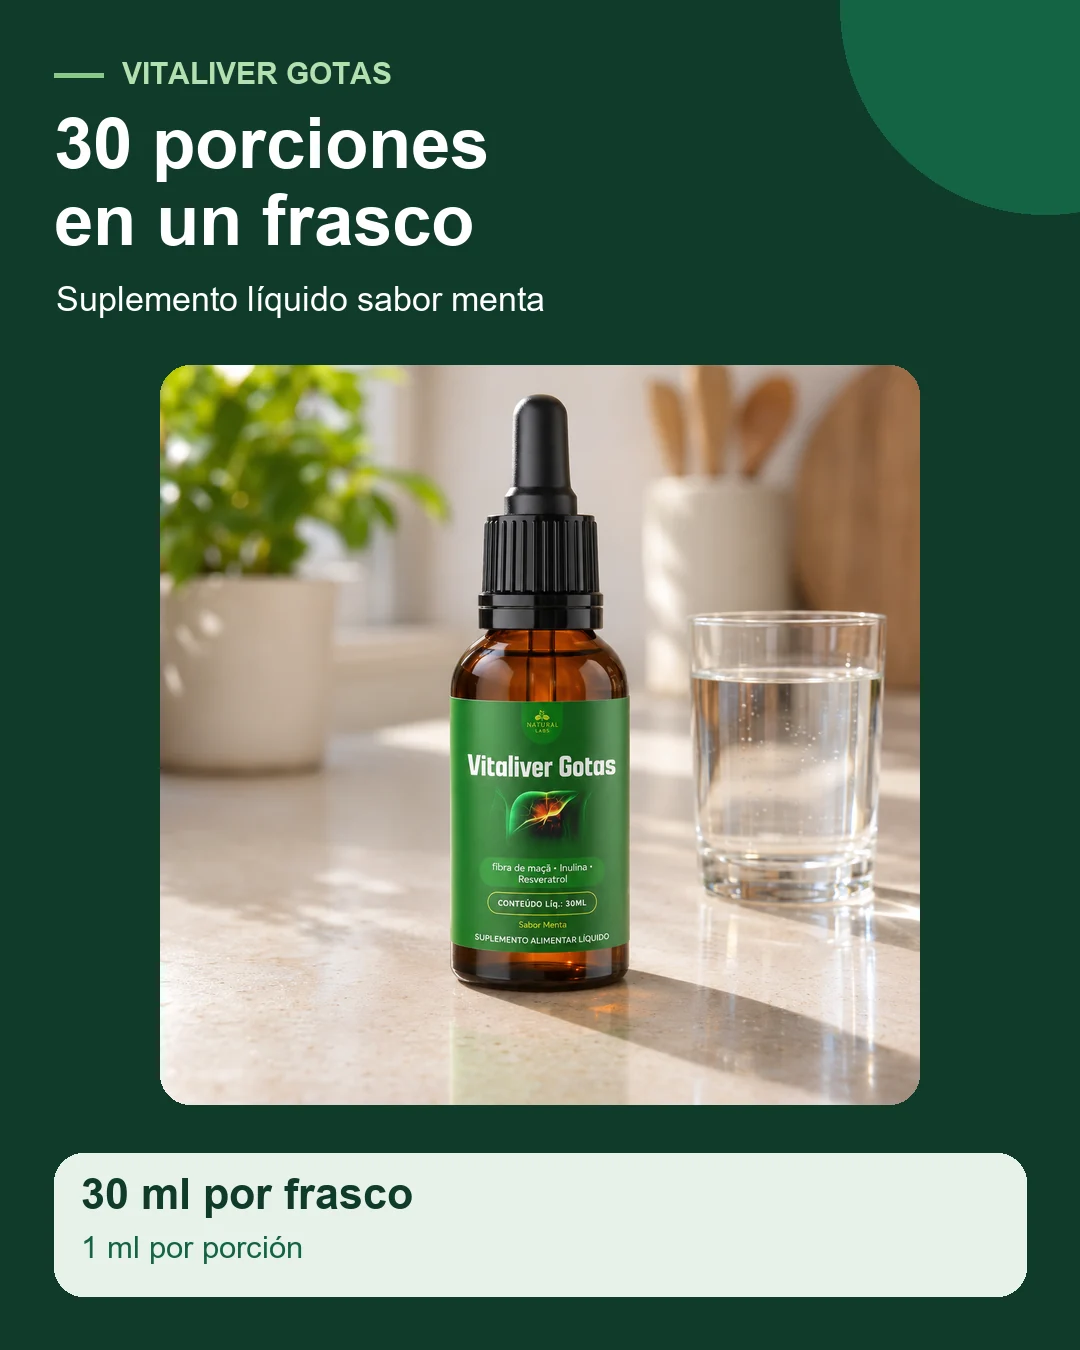 VITALIVER GOTAS
30 porciones
en un frasco
Suplemento líquido sabor menta
NATURAL
LABS
Vitaliver Gotas
fibra de maçã • Inulina •
Resveratrol
CONTEÚDO Líq.: 30ML
Sabor Menta
SUPLEMENTO ALIMENTAR LÍQUIDO
30 ml por frasco
1 ml por porción